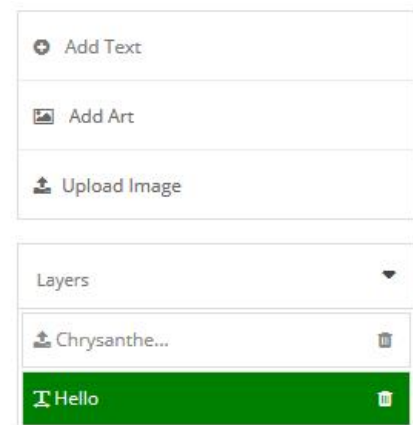 Add Text
Add Art
Upload Image
Layers
Chrysanthe...
Hello